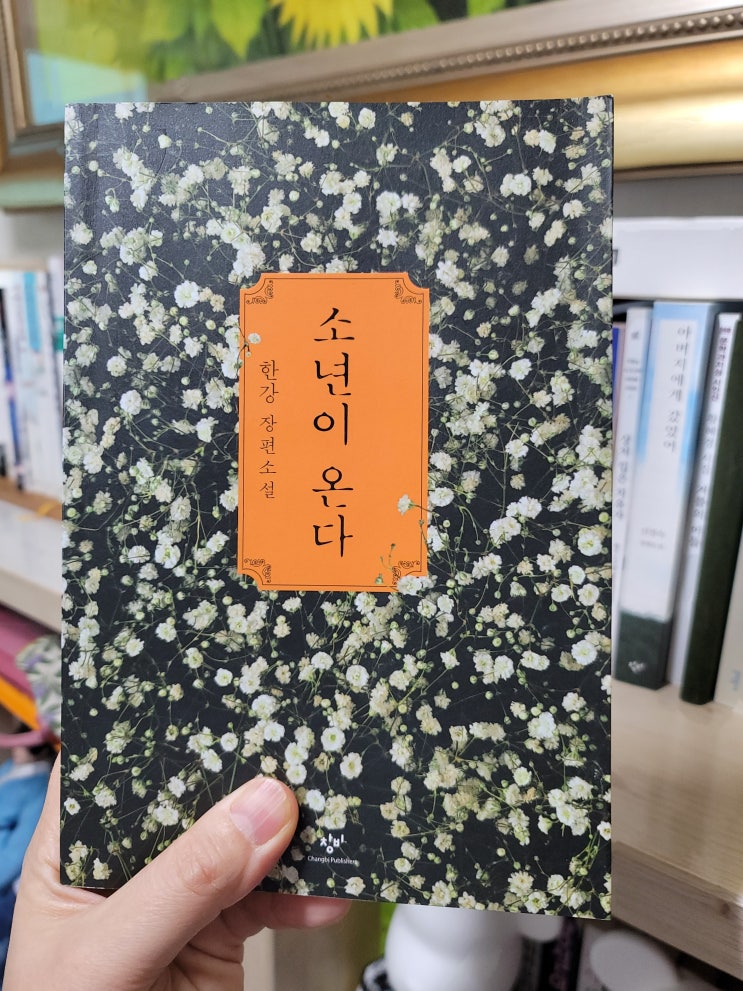 소년이 온다
한강 장편소설
창비
Changbi Publishers
아버지에게 갔었어